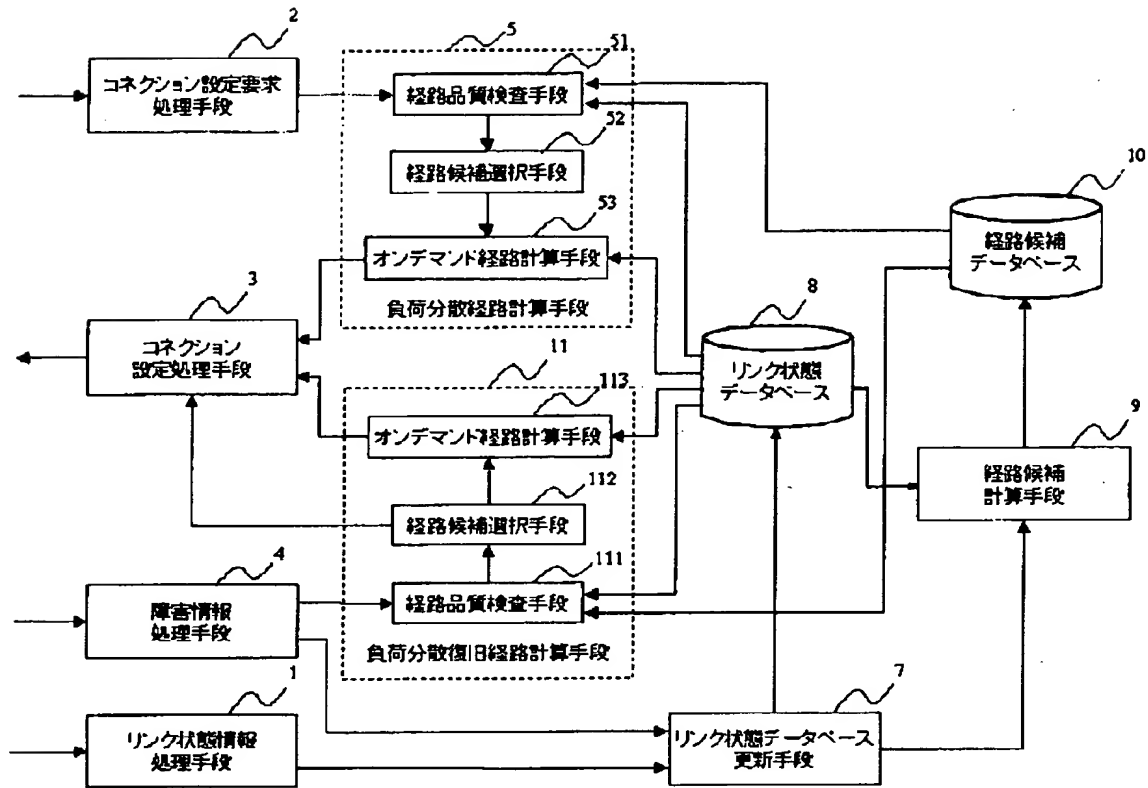 2
コネクション設定要求
処理手段
5
51
経路品質検査手段
52
経路候補選択手段
53
オンデマンド経路計算手段
負荷分散経路計算手段
10
経路候補
データベース
3
コネクション
設定処理手段
8
リンク状態
データベース
11
113
オンデマンド経路計算手段
112
経路候補選択手段
111
経路品質検査手段
負荷分散復旧経路計算手段
9
経路候補
計算手段
4
障害情報
処理手段
1
リンク状態情報
処理手段
7
リンク状態データベース
更新手段